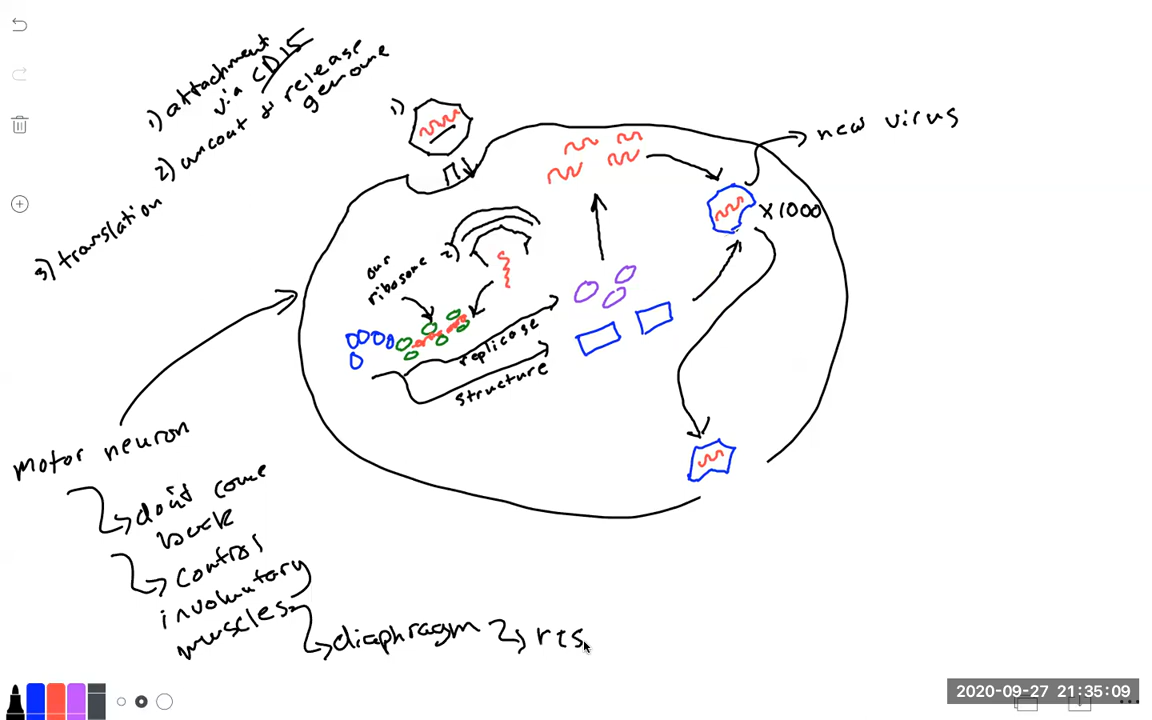 1) attachment
via CD15
2) uncoat & release
genome
3) translation
1)
new virus
x1000
our
ribosome
2)
replicase
structure
motor neuron
don't come
back
control
involuntary
muscles
diaphragm
res
2020-09-27 21:35:09